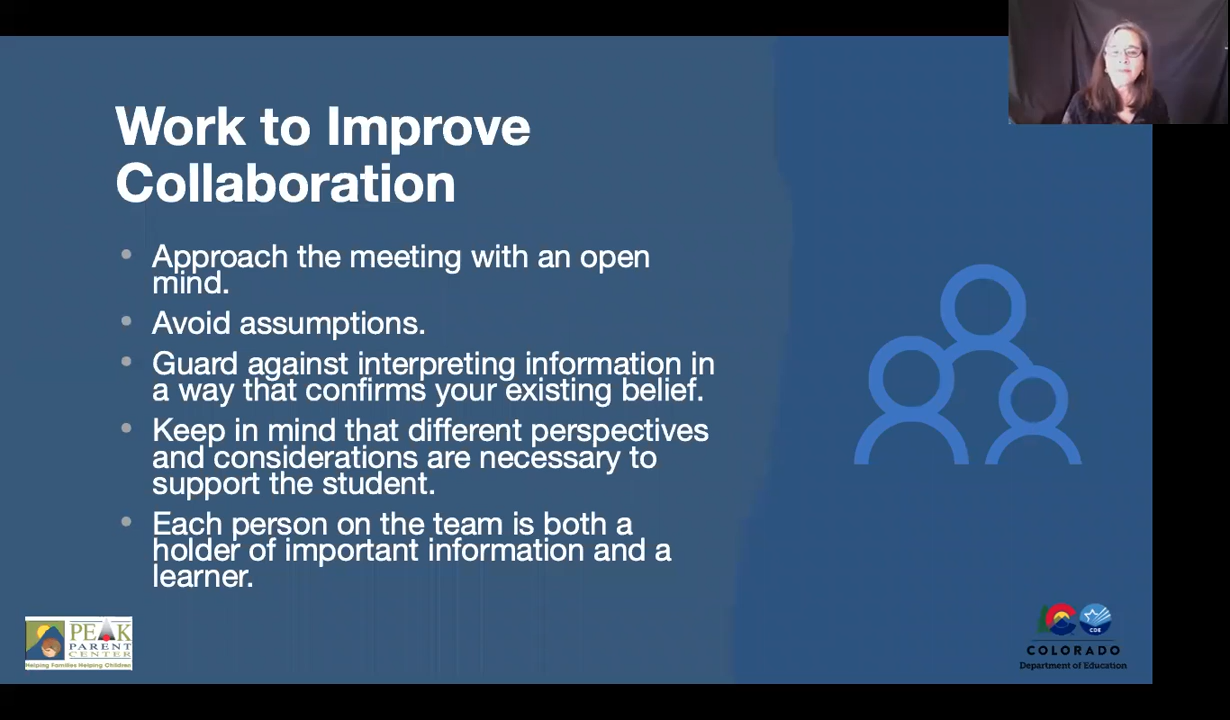 Work to Improve
Collaboration
• Approach the meeting with an open
mind.
• Avoid assumptions.
• Guard against interpreting information in
a way that confirms your existing belief.
• Keep in mind that different perspectives
and considerations are necessary to
support the student.
• Each person on the team is both a
holder of important information and a
learner.
PEAK
PARENT
CENTER
Helping Families Helping Children
CDE
COLORADO
Department of Education